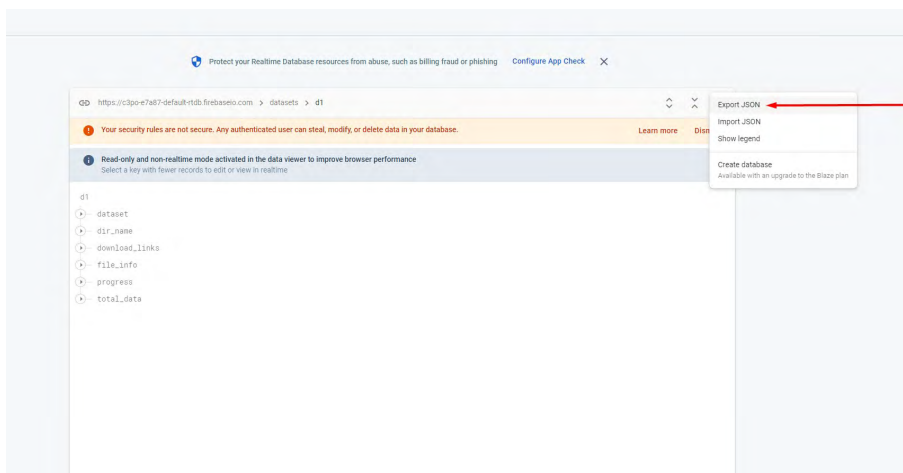 Protect your Realtime Database resources from abuse, such as billing fraud or phishing Configure App Check
https://c3po-e7a87-default-rtdb.firebaseio.com > datasets > d1
Your security rules are not secure. Any authenticated user can steal, modify, or delete data in your database. Learn more
Read-only and non-realtime mode activated in the data viewer to improve browser performance
Select a key with fewer records to edit or view in realtime
Export JSON
Import JSON
Show legend
Create database
Available with an upgrade to the Blaze plan
d1
dataset
dir_name
download_links
file_info
progress
total_data